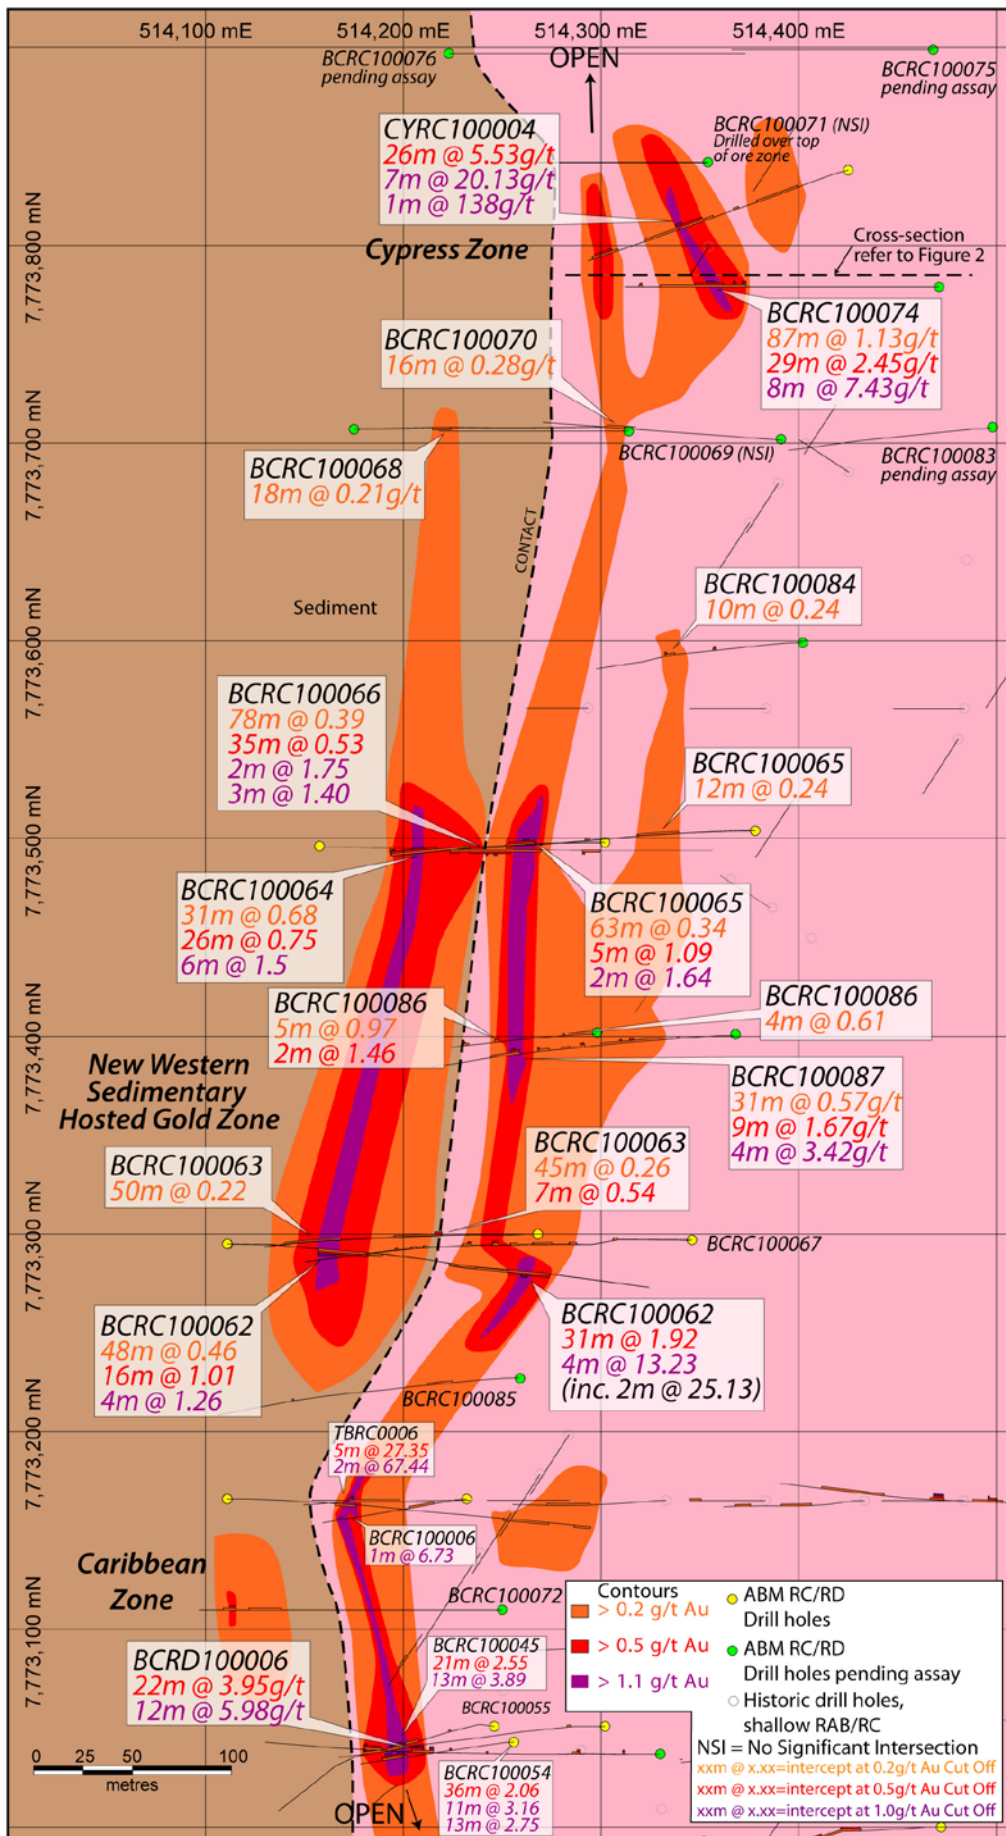 514,100 mE
514,200 mE
514,300 mE
514,400 mE
BCRC100076
pending assay
OPEN
BCRC100075
pending assay
CYRC100004
26m @ 5.53g/t
7m @ 20.13g/t
1m @ 138g/t
BCRC100071 (NSI)
Drilled over top
of ore zone
7,773,800 mN
Cypress Zone
Cross-section
refer to Figure 2
BCRC100074
87m @ 1.13g/t
29m @ 2.45g/t
8m @ 7.43g/t
BCRC100070
16m @ 0.28g/t
7,773,700 mN
BCRC100069 (NSI)
BCRC100083
pending assay
BCRC100068
18m @ 0.21g/t
CONTACT
Sediment
BCRC100084
10m @ 0.24
7,773,600 mN
BCRC100066
78m @ 0.39
35m @ 0.53
2m @ 1.75
3m @ 1.40
BCRC100065
12m @ 0.24
7,773,500 mN
BCRC100064
31m @ 0.68
26m @ 0.75
6m @ 1.5
BCRC100065
63m @ 0.34
5m @ 1.09
2m @ 1.64
BCRC100086
5m @ 0.97
2m @ 1.46
BCRC100086
4m @ 0.61
7,773,400 mN
New Western
Sedimentary
Hosted Gold Zone
BCRC100087
31m @ 0.57g/t
9m @ 1.67g/t
4m @ 3.42g/t
BCRC100063
50m @ 0.22
BCRC100063
45m @ 0.26
7m @ 0.54
7,773,300 mN
BCRC100067
BCRC100062
48m @ 0.46
16m @ 1.01
4m @ 1.26
BCRC100062
31m @ 1.92
4m @ 13.23
(inc. 2m @ 25.13)
BCRC100085
7,773,200 mN
TBRC0006
5m @ 27.35
2m @ 67.44
BCRC100006
1m @ 6.73
Caribbean
Zone
BCRC100072
7,773,100 mN
BCRD100006
22m @ 3.95g/t
12m @ 5.98g/t
BCRC100045
21m @ 2.55
13m @ 3.89
BCRC100055
BCRC100054
36m @ 2.06
11m @ 3.16
13m @ 2.75
OPEN
0 25 50 100
metres
Contours
> 0.2 g/t Au
> 0.5 g/t Au
> 1.1 g/t Au
ABM RC/RD
Drill holes
ABM RC/RD
Drill holes pending assay
Historic drill holes,
shallow RAB/RC
NSI = No Significant Intersection
xxm @ x.xx=intercept at 0.2g/t Au Cut Off
xxm @ x.xx=intercept at 0.5g/t Au Cut Off
xxm @ x.xx=intercept at 1.0g/t Au Cut Off